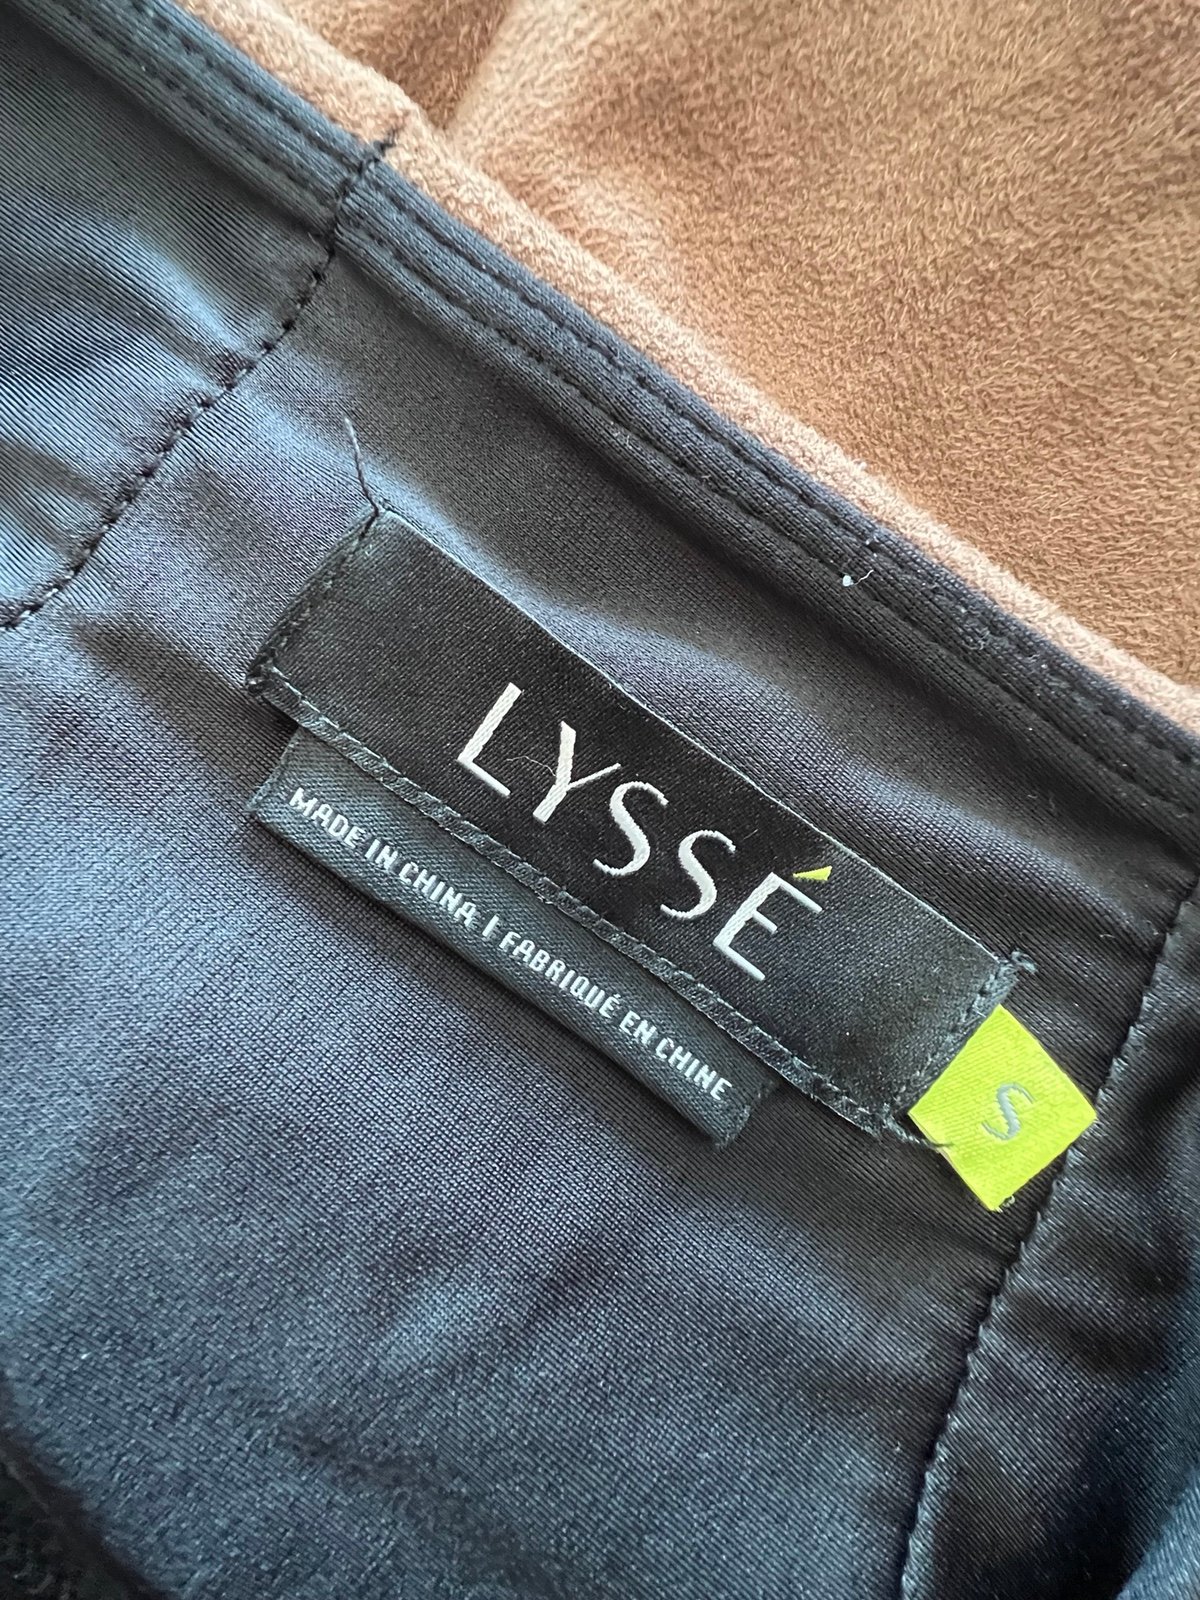 LYSSÉ
MADE IN CHINA | FABRIQUÉ EN CHINE
S